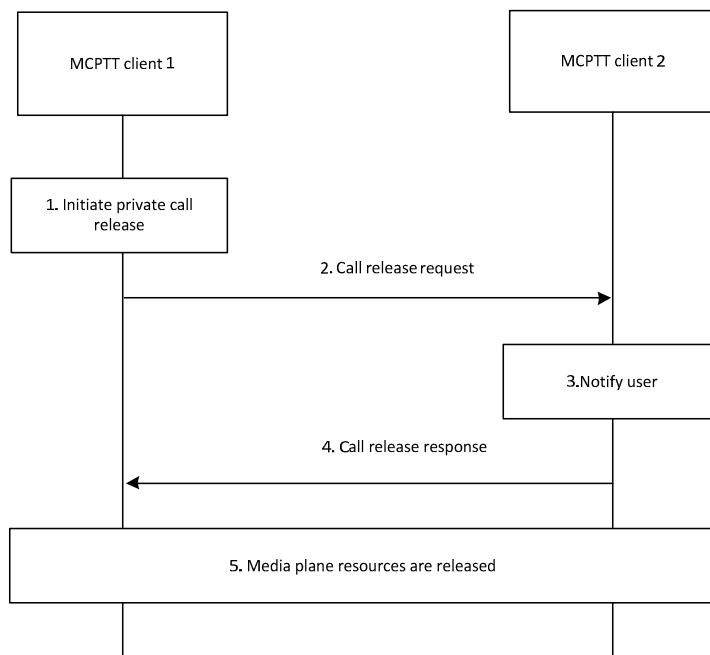 MCPTT client 1
MCPTT client 2
1. Initiate private call
release
2. Call release request
3.Notify user
4. Call release response
5. Media plane resources are released